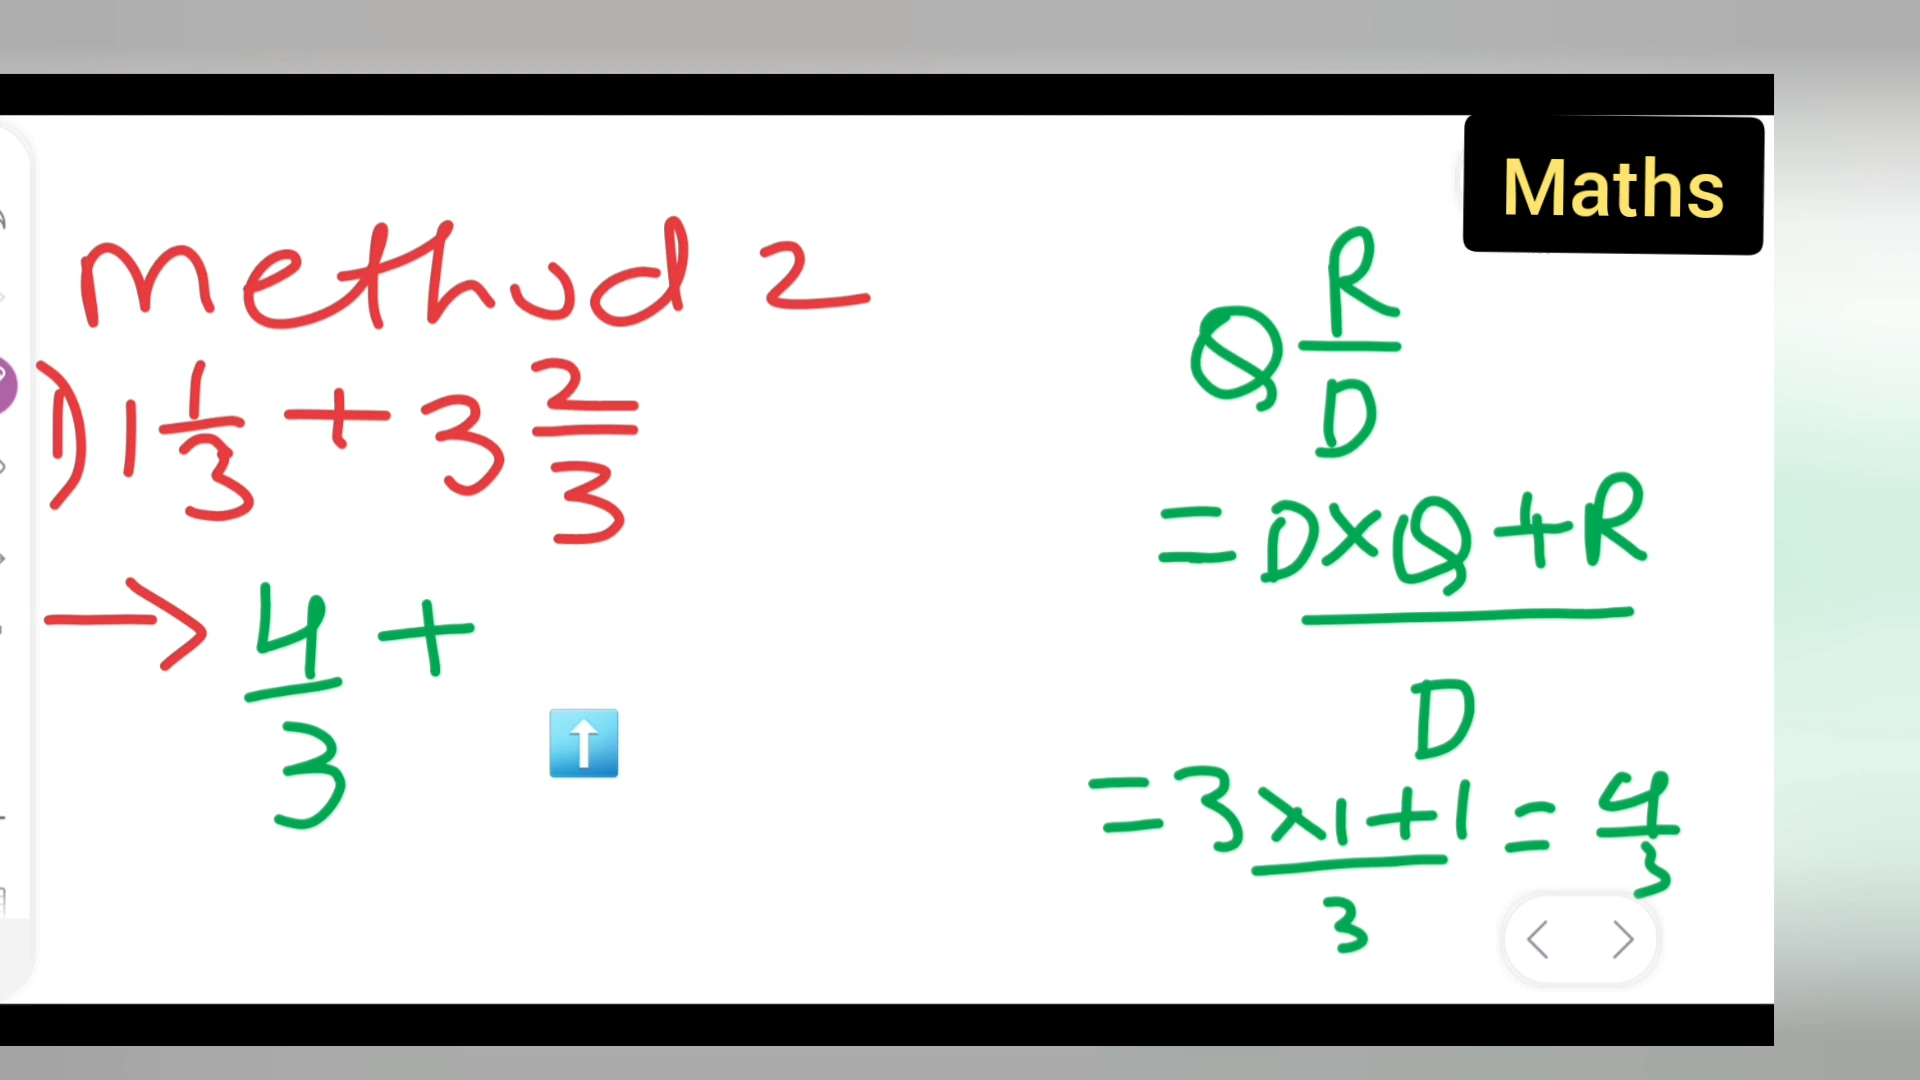 Maths
Method 2
1) 1 1/3 + 3 2/3
→ 4/3 +
Q R/D
= D×Q+R
D
= 3×1+1 = 4/3
3